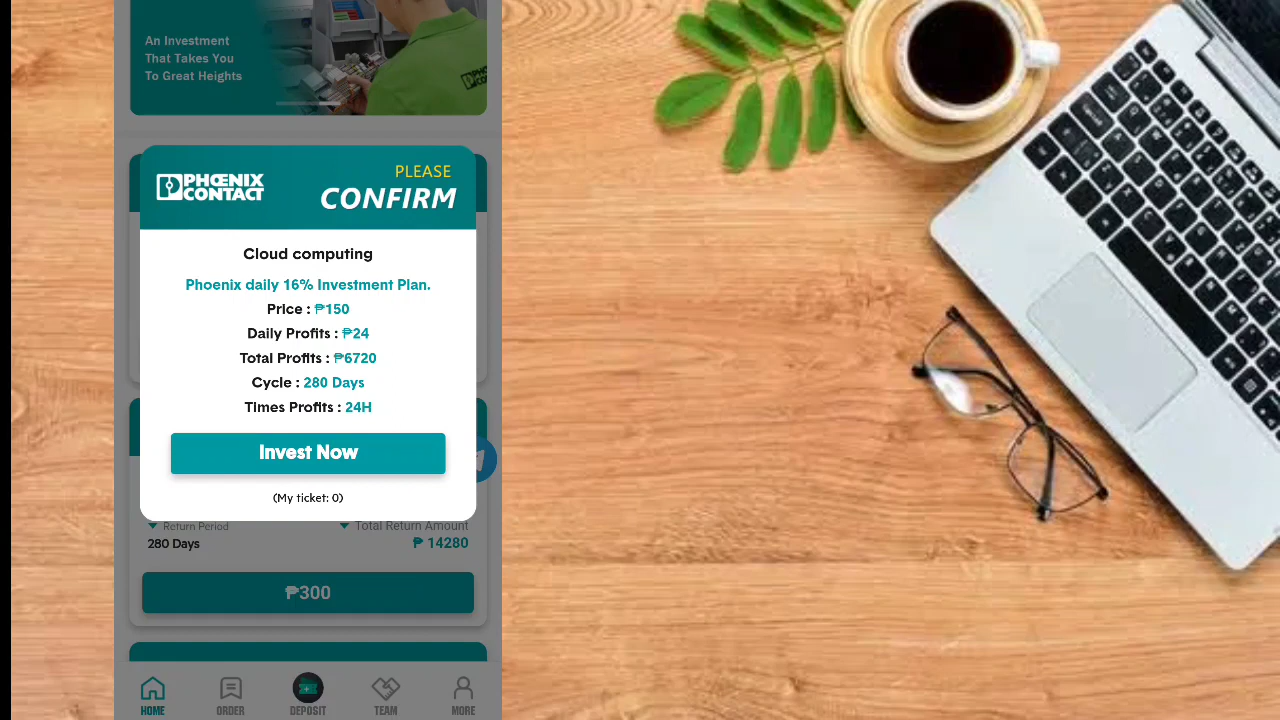 An Investment
That Takes You
To Great Heights
PHŒNIX
CONTACT
PLEASE
CONFIRM
Cloud computing
Phoenix daily 16% Investment Plan.
Price : ₱150
Daily Profits : ₱24
Total Profits : ₱6720
Cycle : 280 Days
Times Profits : 24H
Invest Now
(My ticket: 0)
Return Period
Total Return Amount
280 Days
₱ 14280
₱300
HOME
ORDER
DEPOSIT
TEAM
MORE